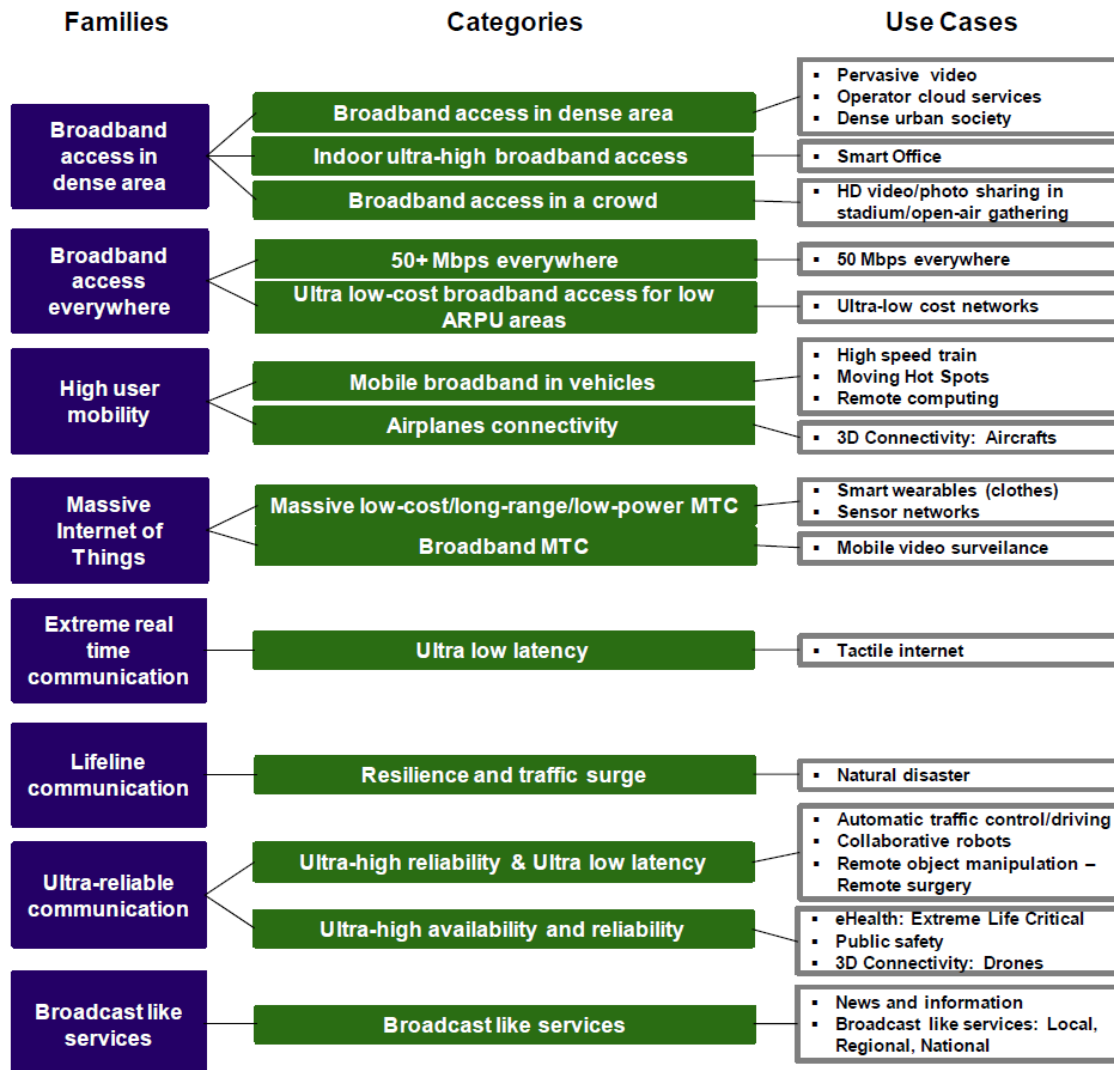 Families
Categories
Use Cases
Broadband
access in
dense area
Broadband access in dense area
▪ Pervasive video
▪ Operator cloud services
▪ Dense urban society
Indoor ultra-high broadband access
▪ Smart Office
Broadband access in a crowd
▪ HD video/photo sharing in
stadium/open-air gathering
Broadband
access
everywhere
50+ Mbps everywhere
▪ 50 Mbps everywhere
Ultra low-cost broadband access for low
ARPU areas
▪ Ultra-low cost networks
High user
mobility
Mobile broadband in vehicles
▪ High speed train
▪ Moving Hot Spots
▪ Remote computing
Airplanes connectivity
▪ 3D Connectivity: Aircrafts
Massive
Internet of
Things
Massive low-cost/long-range/low-power MTC
▪ Smart wearables (clothes)
▪ Sensor networks
Broadband MTC
▪ Mobile video surveilance
Extreme real
time
communication
Ultra low latency
▪ Tactile internet
Lifeline
communication
Resilience and traffic surge
▪ Natural disaster
Ultra-reliable
communication
Ultra-high reliability & Ultra low latency
▪ Automatic traffic control/driving
▪ Collaborative robots
▪ Remote object manipulation –
Remote surgery
Ultra-high availability and reliability
▪ eHealth: Extreme Life Critical
▪ Public safety
▪ 3D Connectivity: Drones
Broadcast like
services
Broadcast like services
▪ News and information
▪ Broadcast like services: Local,
Regional, National